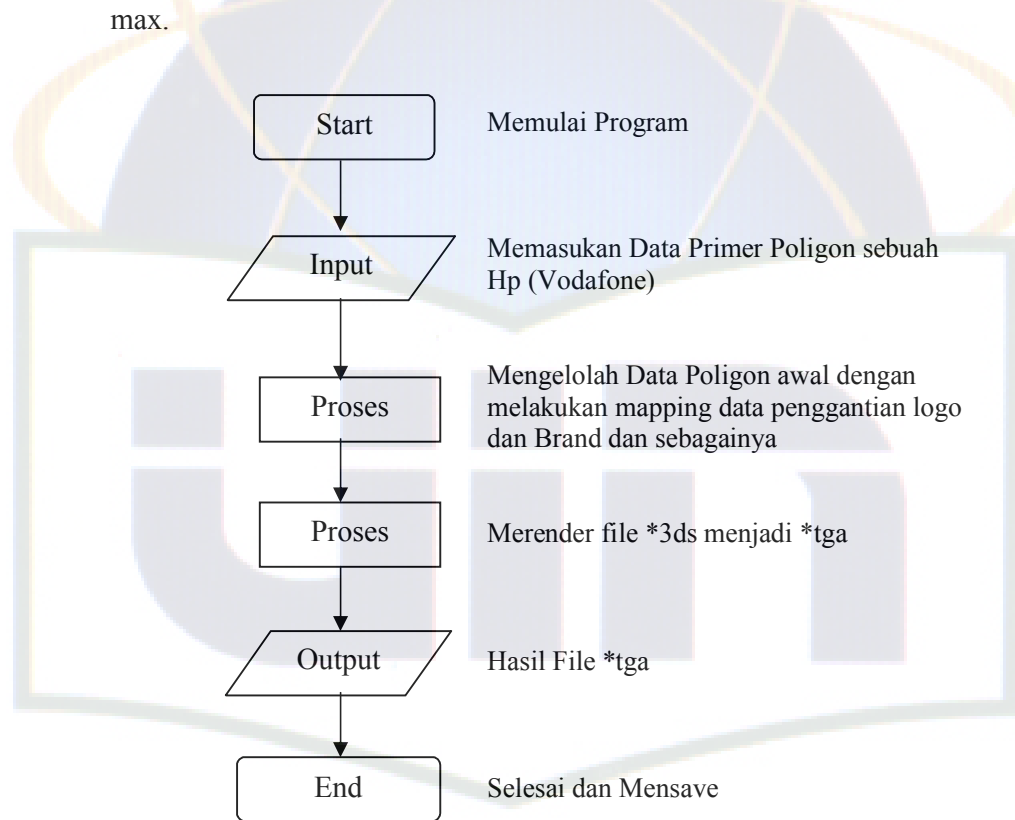 max.
Start
Memulai Program
Input
Memasukan Data Primer Poligon sebuah
Hp (Vodafone)
Proses
Mengelolah Data Poligon awal dengan
melakukan mapping data penggantian logo
dan Brand dan sebagainya
Proses
Merender file *3ds menjadi *tga
Output
Hasil File *tga
End
Selesai dan Mensave